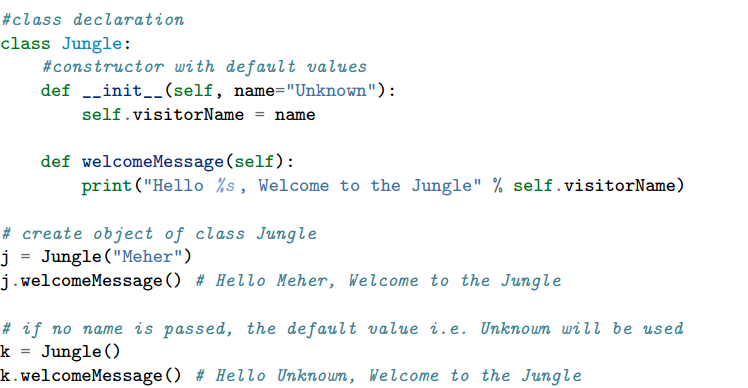 #class declaration
class Jungle:
    #constructor with default values
    def __init__(self, name="Unknown"):
        self.visitorName = name

    def welcomeMessage(self):
        print("Hello %s, Welcome to the Jungle" % self.visitorName)

# create object of class Jungle
j = Jungle("Meher")
j.welcomeMessage() # Hello Meher, Welcome to the Jungle

# if no name is passed, the default value i.e. Unknown will be used
k = Jungle()
k.welcomeMessage() # Hello Unknown, Welcome to the Jungle